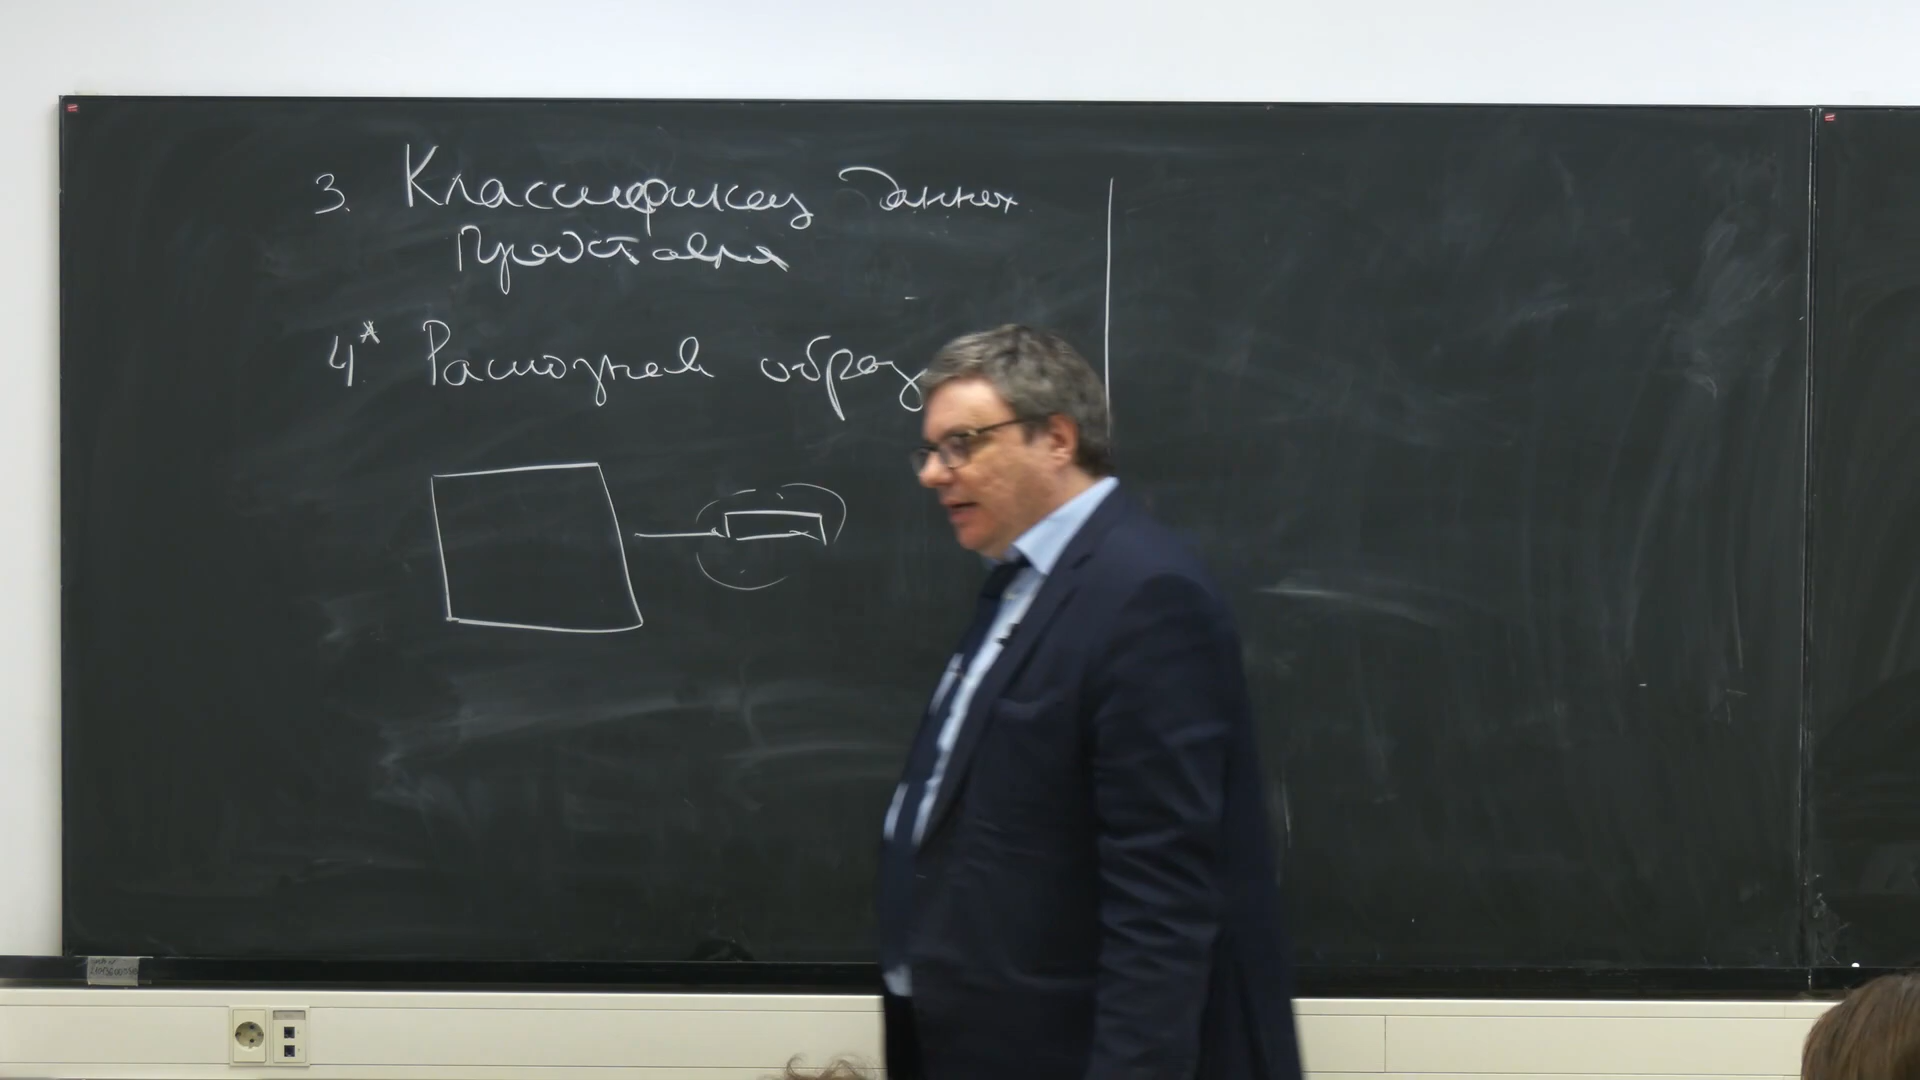 3. Классификац данных
представл
4.* Распознав образ